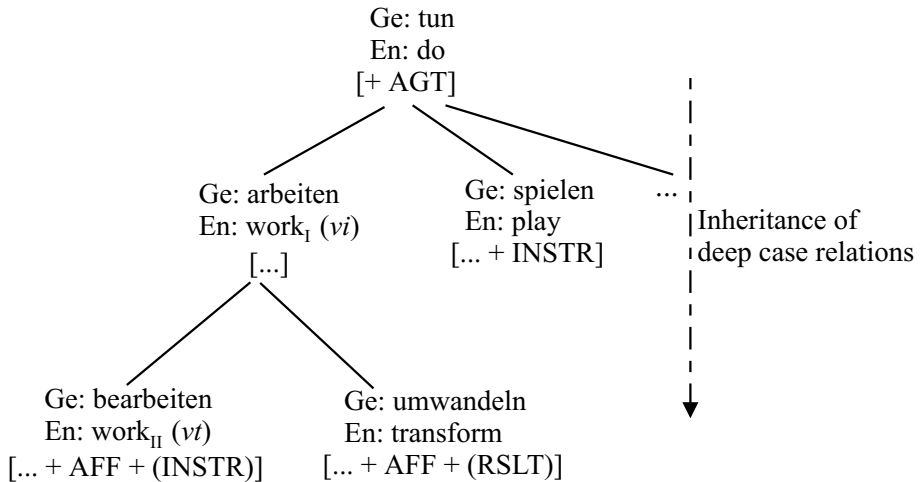 Ge: tun
En: do
[+ AGT]
Ge: arbeiten
En: work_I (vi)
[...]
Ge: spielen
En: play
[... + INSTR]
...
Inheritance of
deep case relations
Ge: bearbeiten
En: work_II (vt)
[... + AFF + (INSTR)]
Ge: umwandeln
En: transform
[... + AFF + (RSLT)]